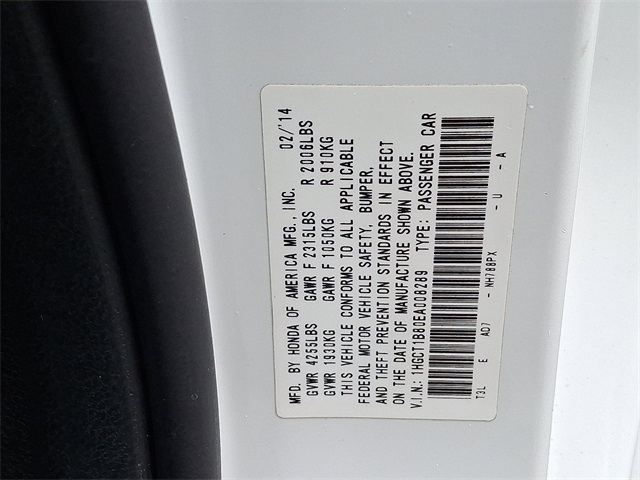 MFD. BY HONDA OF AMERICA MFG., INC. 02/'14
GVWR 4255LBS GAWR F 2315LBS R 2006LBS
GVWR 1930KG GAWR F 1050KG R 910KG
THIS VEHICLE CONFORMS TO ALL APPLICABLE
FEDERAL MOTOR VEHICLE SAFETY, BUMPER,
AND THEFT PREVENTION STANDARDS IN EFFECT
ON THE DATE OF MANUFACTURE SHOWN ABOVE.
V.I.N.: 1HGCT1B80EA008289 TYPE: PASSENGER CAR
T3L E AD7 - NH788PX - U - A